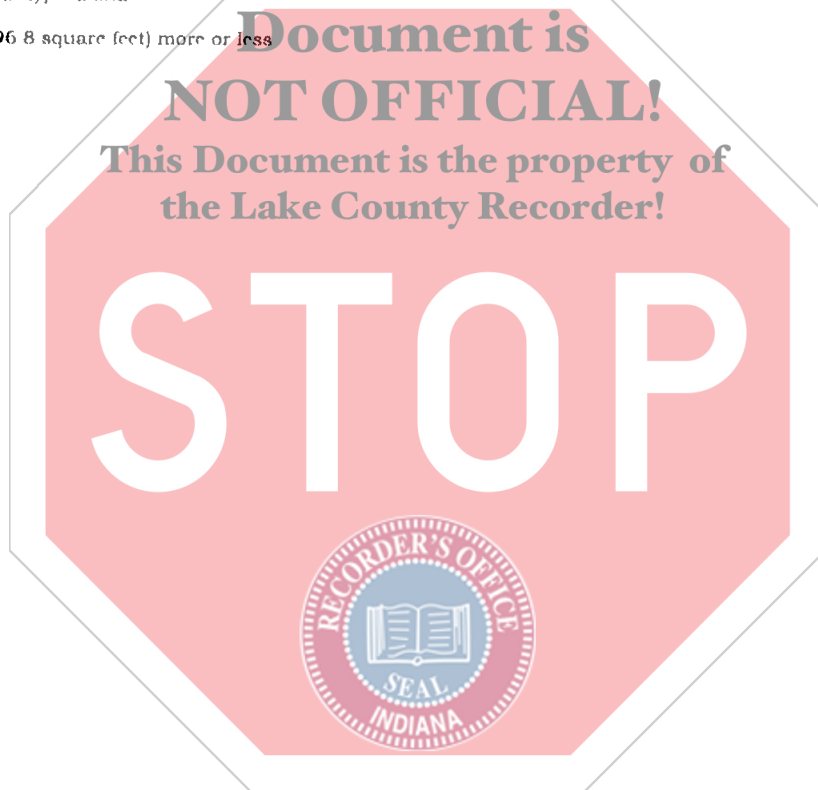 96 8 square feet) more or less
Document is
NOT OFFICIAL!
This Document is the property of
the Lake County Recorder!
STOP
RECORDER'S OFFICE
SEAL
INDIANA